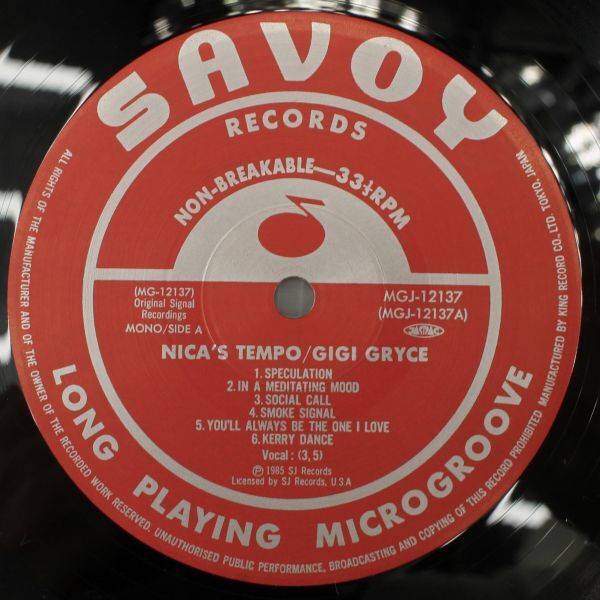 SAVOY
RECORDS
NON-BREAKABLE—33⅓RPM
(MG-12137)
Original Signal
Recordings
MONO/SIDE A
MGJ-12137
(MGJ-12137A)
JASRAC
NICA'S TEMPO/GIGI GRYCE
1. SPECULATION
2. IN A MEDITATING MOOD
3. SOCIAL CALL
4. SMOKE SIGNAL
5. YOU'LL ALWAYS BE THE ONE I LOVE
6. KERRY DANCE
Vocal : (3, 5)
Ⓟ 1985 SJ Records
Licensed by SJ Records, U.S.A
LONG PLAYING MICROGROOVE
ALL RIGHTS OF THE MANUFACTURER AND OF THE OWNER OF THE RECORDED WORK RESERVED. UNAUTHORISED PUBLIC PERFORMANCE, BROADCASTING AND COPYING OF THIS RECORD PROHIBITED MANUFACTURED BY KING RECORD CO., LTD. TOKYO, JAPAN